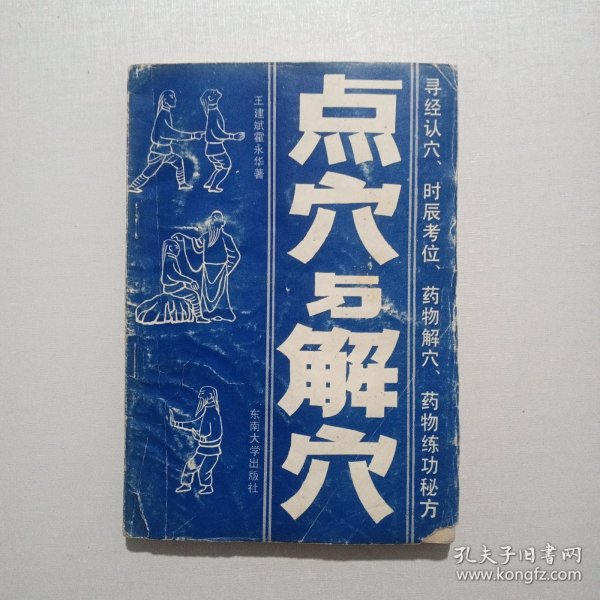 寻经认穴、时辰考位、药物解穴、药物练功秘方
点穴与解穴
王建斌霍永华著
东南大学出版社
孔夫子旧书网
www.kongfz.com